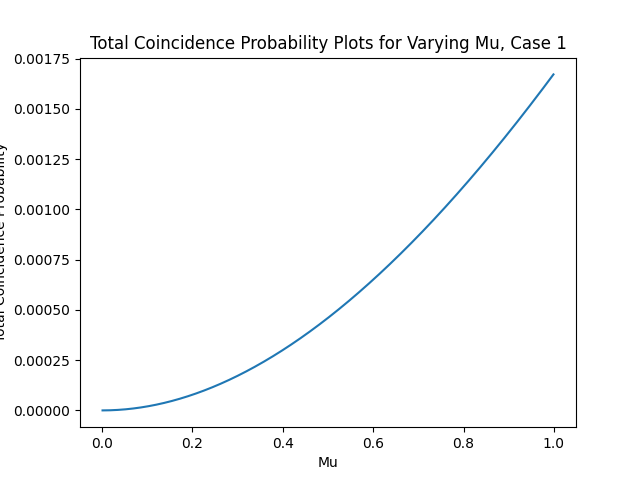 Total Coincidence Probability Plots for Varying Mu, Case 1
0.00175
0.00150
0.00125
0.00100
0.00075
0.00050
0.00025
0.00000
Total Coincidence Probability
0.0 0.2 0.4 0.6 0.8 1.0
Mu